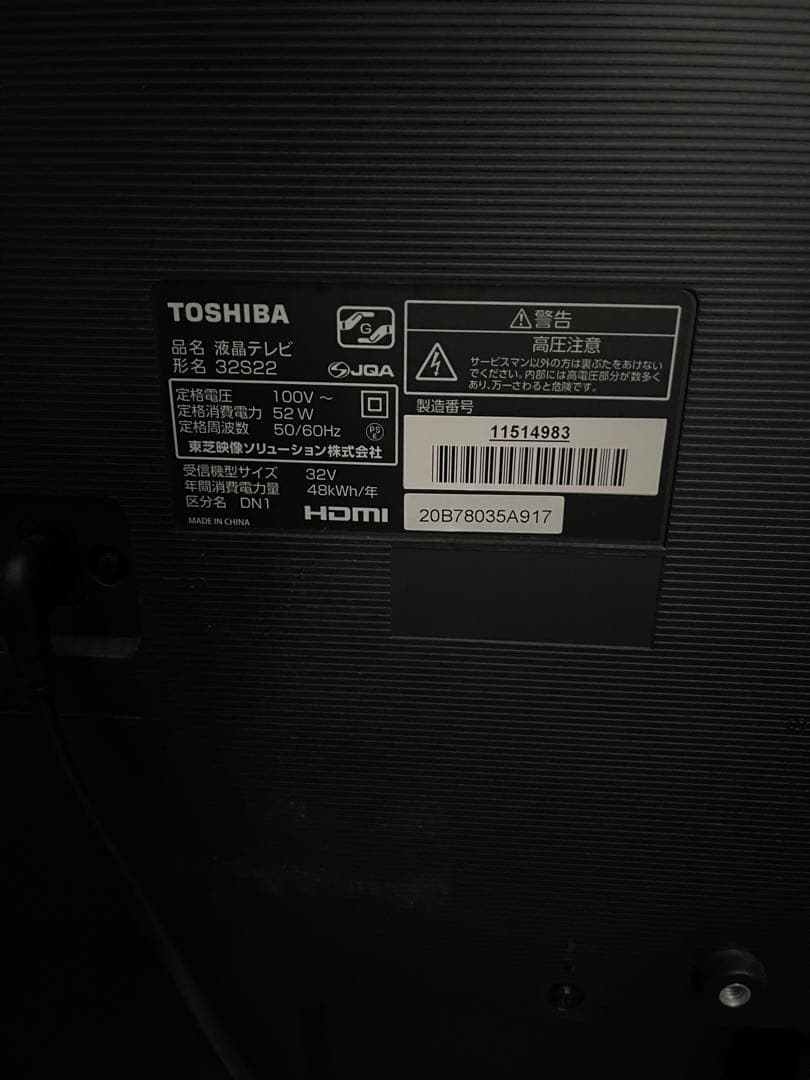 TOSHIBA
品名 液晶テレビ
形名 32S22
G
JQA
定格電圧 100V ~
定格消費電力 52 W
定格周波数 50/60Hz
PS
E
東芝映像ソリューション株式会社
受信機型サイズ 32V
年間消費電力量 48kWh/年
区分名 DN1
MADE IN CHINA
HDMI
警告
高圧注意
サービスマン以外の方は裏ぶたをあけない
でください。内部には高電圧部分が数多く
あり、万一さわると危険です。
製造番号
11514983
20B78035A917